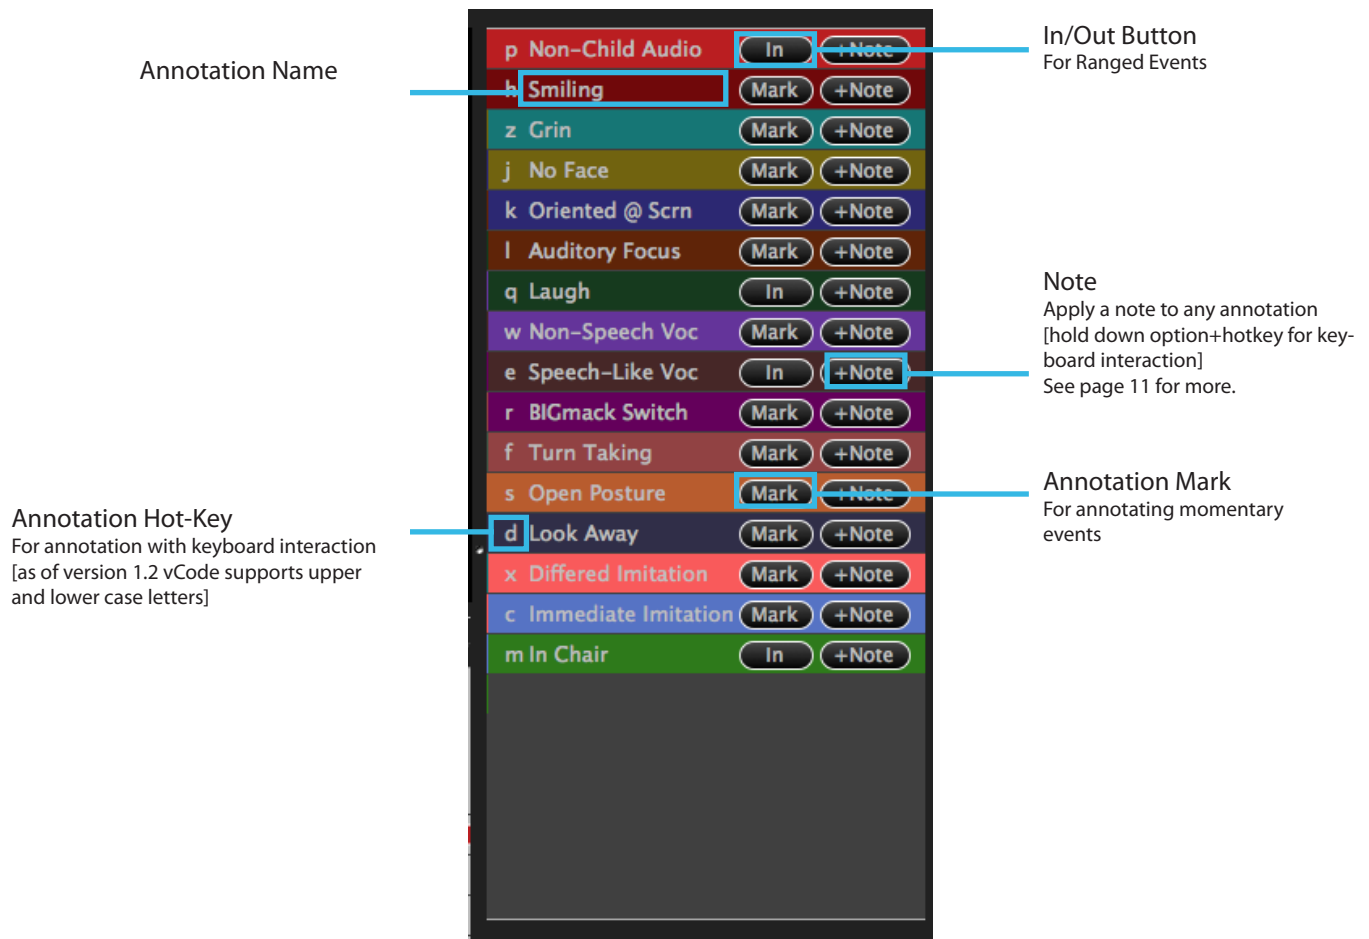 Annotation Name
Annotation Hot-Key
For annotation with keyboard interaction
[as of version 1.2 vCode supports upper
and lower case letters]
p Non-Child Audio In +Note
h Smiling Mark +Note
z Grin Mark +Note
j No Face Mark +Note
k Oriented @ Scrn Mark +Note
l Auditory Focus Mark +Note
q Laugh In +Note
w Non-Speech Voc Mark +Note
e Speech-Like Voc In +Note
r BIGmack Switch Mark +Note
f Turn Taking Mark +Note
s Open Posture Mark +Note
d Look Away Mark +Note
x Differed Imitation Mark +Note
c Immediate Imitation Mark +Note
m In Chair In +Note
In/Out Button
For Ranged Events
Note
Apply a note to any annotation
[hold down option+hotkey for key-
board interaction]
See page 11 for more.
Annotation Mark
For annotating momentary
events